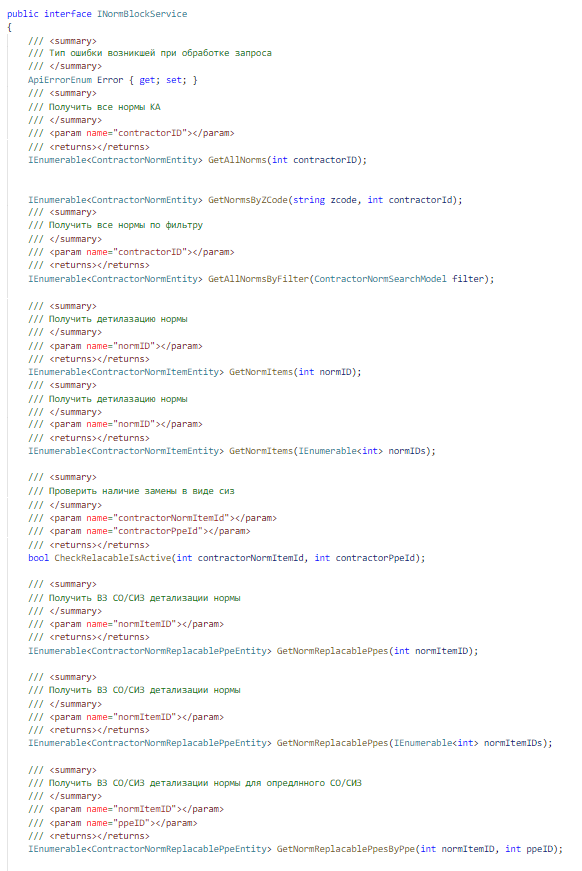 public interface INormBlockService
{
/// <summary>
/// Тип ошибки возникшей при обработке запроса
/// </summary>
ApiErrorEnum Error { get; set; }
/// <summary>
/// Получить все нормы КА
/// </summary>
/// <param name="contractorID"></param>
/// <returns></returns>
IEnumerable<ContractorNormEntity> GetAllNorms(int contractorID);
IEnumerable<ContractorNormEntity> GetNormsByZCode(string zcode, int contractorId);
/// <summary>
/// Получить все нормы по фильтру
/// </summary>
/// <param name="contractorID"></param>
/// <returns></returns>
IEnumerable<ContractorNormEntity> GetAllNormsByFilter(ContractorNormSearchModel filter);
/// <summary>
/// Получить детилазацию нормы
/// </summary>
/// <param name="normID"></param>
/// <returns></returns>
IEnumerable<ContractorNormItemEntity> GetNormItems(int normID);
/// <summary>
/// Получить детилазацию нормы
/// </summary>
/// <param name="normID"></param>
/// <returns></returns>
IEnumerable<ContractorNormItemEntity> GetNormItems(IEnumerable<int> normIDs);
/// <summary>
/// Проверить наличие замены в виде сиз
/// </summary>
/// <param name="contractorNormItemId"></param>
/// <param name="contractorPpeId"></param>
/// <returns></returns>
bool CheckRelacableIsActive(int contractorNormItemId, int contractorPpeId);
/// <summary>
/// Получить ВЗ СО/СИЗ детализации нормы
/// </summary>
/// <param name="normItemID"></param>
/// <returns></returns>
IEnumerable<ContractorNormReplacablePpeEntity> GetNormReplacablePpes(int normItemID);
/// <summary>
/// Получить ВЗ СО/СИЗ детализации нормы
/// </summary>
/// <param name="normItemID"></param>
/// <returns></returns>
IEnumerable<ContractorNormReplacablePpeEntity> GetNormReplacablePpes(IEnumerable<int> normItemIDs);
/// <summary>
/// Получить ВЗ СО/СИЗ детализации нормы для опредлнного СО/СИЗ
/// </summary>
/// <param name="normItemID"></param>
/// <param name="ppeID"></param>
/// <returns></returns>
IEnumerable<ContractorNormReplacablePpeEntity> GetNormReplacablePpesByPpe(int normItemID, int ppeID);